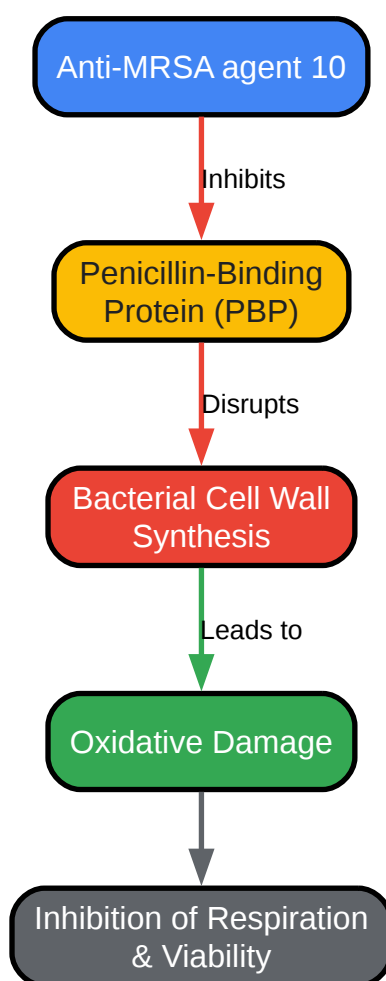 Anti-MRSA agent 10
Inhibits
Penicillin-Binding
Protein (PBP)
Disrupts
Bacterial Cell Wall
Synthesis
Leads to
Oxidative Damage
Inhibition of Respiration
& Viability